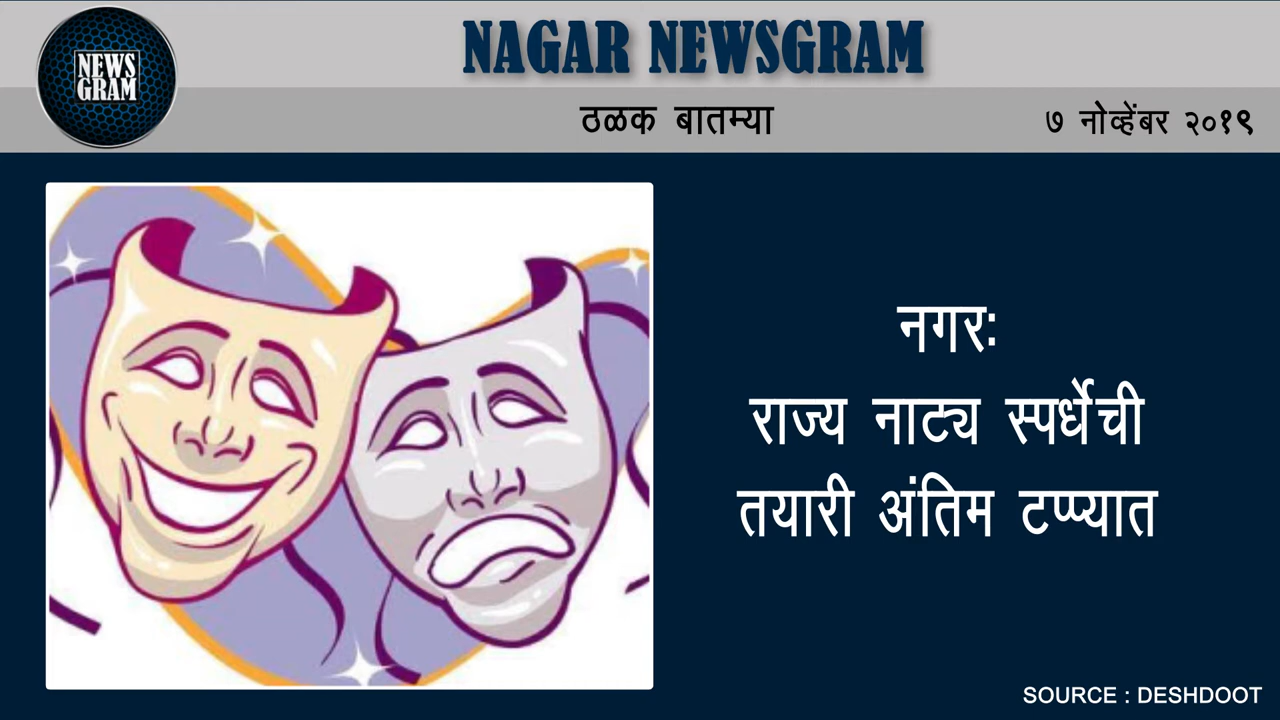 NEWS
GRAM
NAGAR NEWSGRAM
ठळक बातम्या
७ नोव्हेंबर २०१९
नगर:
राज्य नाट्य स्पर्धेची
तयारी अंतिम टप्प्यात
SOURCE : DESHDOOT